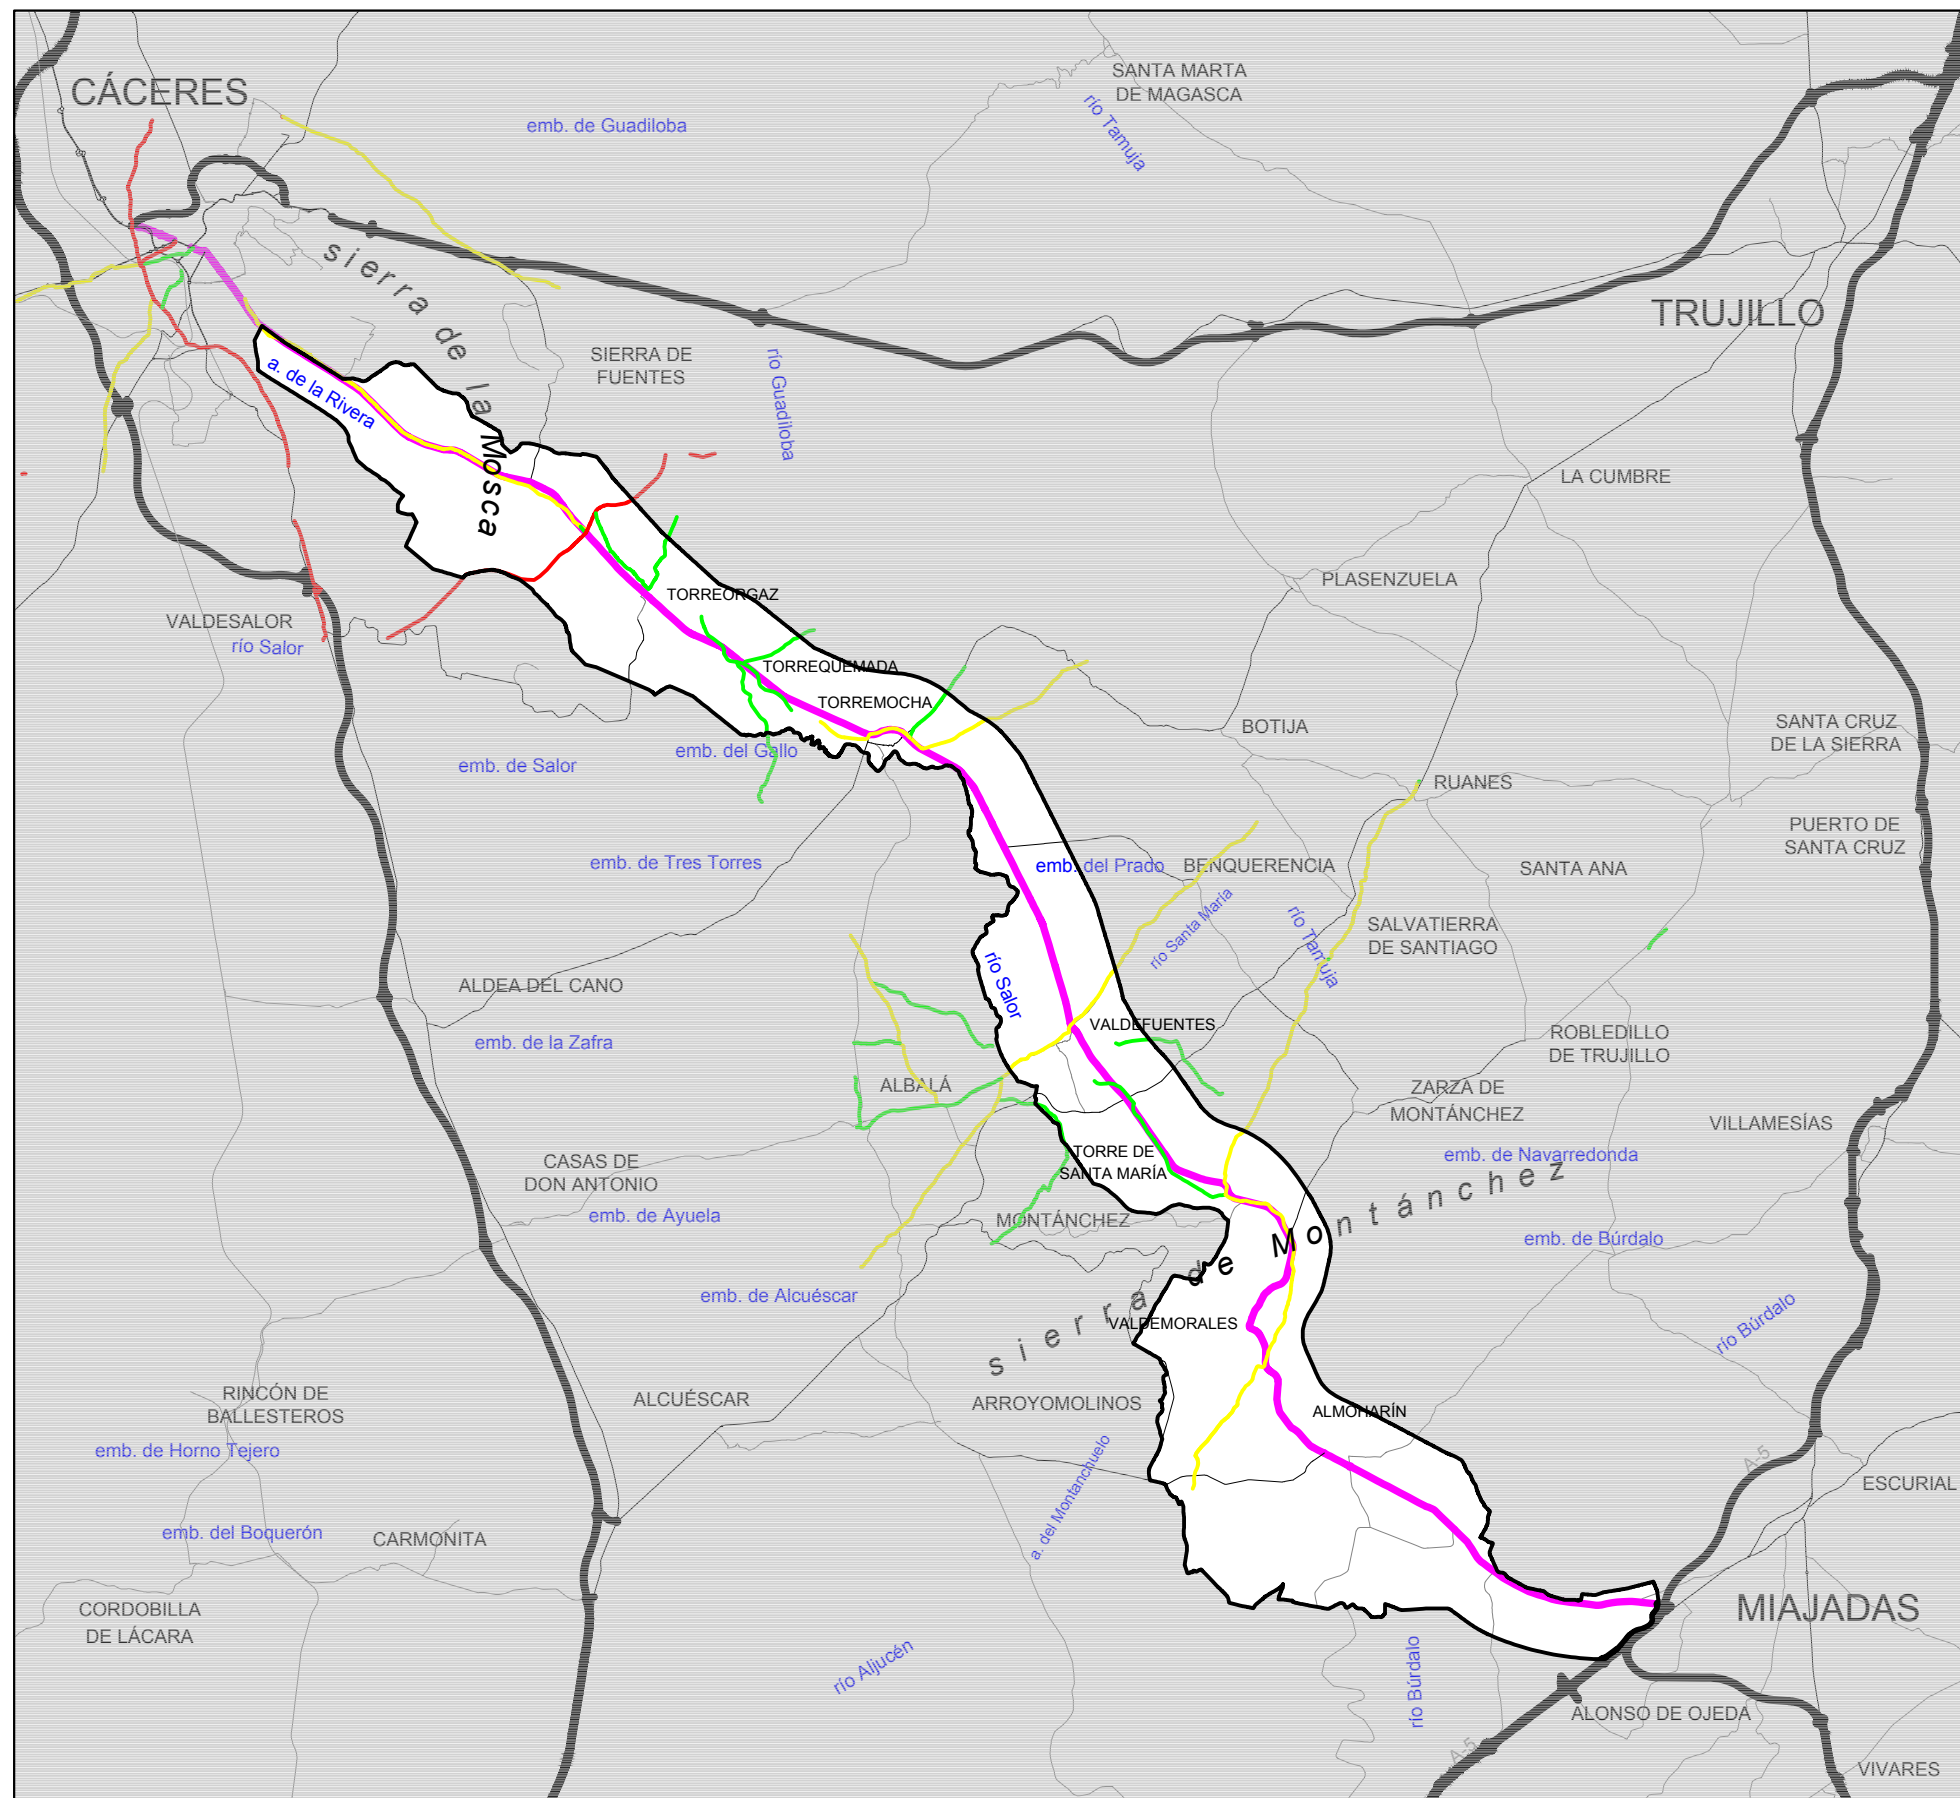 CÁCERES
SANTA MARTA
DE MAGASCA
río Tamuja
emb. de Guadiloba
sierra de la Mosca
TRUJILLO
SIERRA DE
FUENTES
río Guadiloba
a. de la Rivera
LA CUMBRE
PLASENZUELA
TORREORGAZ
VALDESALOR
río Salor
TORREQUEMADA
TORREMOCHA
BOTIJA
SANTA CRUZ
DE LA SIERRA
emb. del Gallo
emb. de Salor
RUANES
PUERTO DE
SANTA CRUZ
emb. de Tres Torres
emb. del Prado
BENQUERENCIA
SANTA ANA
río Santa María
río Tamuja
SALVATIERRA
DE SANTIAGO
río Salor
ALDEA DEL CANO
VALDEFUENTES
ROBLEDILLO
DE TRUJILLO
emb. de la Zafra
ALBALÁ
ZARZA DE
MONTÁNCHEZ
VILLAMESÍAS
TORRE DE
SANTA MARÍA
emb. de Navarredonda
CASAS DE
DON ANTONIO
emb. de Ayuela
MONTÁNCHEZ
sierra de Montánchez
emb. de Búrdalo
emb. de Alcuéscar
VALDEMORALES
río Búrdalo
RINCÓN DE
BALLESTEROS
ALCUÉSCAR
ARROYOMOLINOS
ALMOHARÍN
emb. de Horno Tejero
a. del Montanchuelo
A-5
ESCURIAL
emb. del Boquerón
CARMONITA
CORDOBILLA
DE LÁCARA
MIAJADAS
río Aljucén
río Búrdalo
ALONSO DE OJEDA
A-5
VIVARES